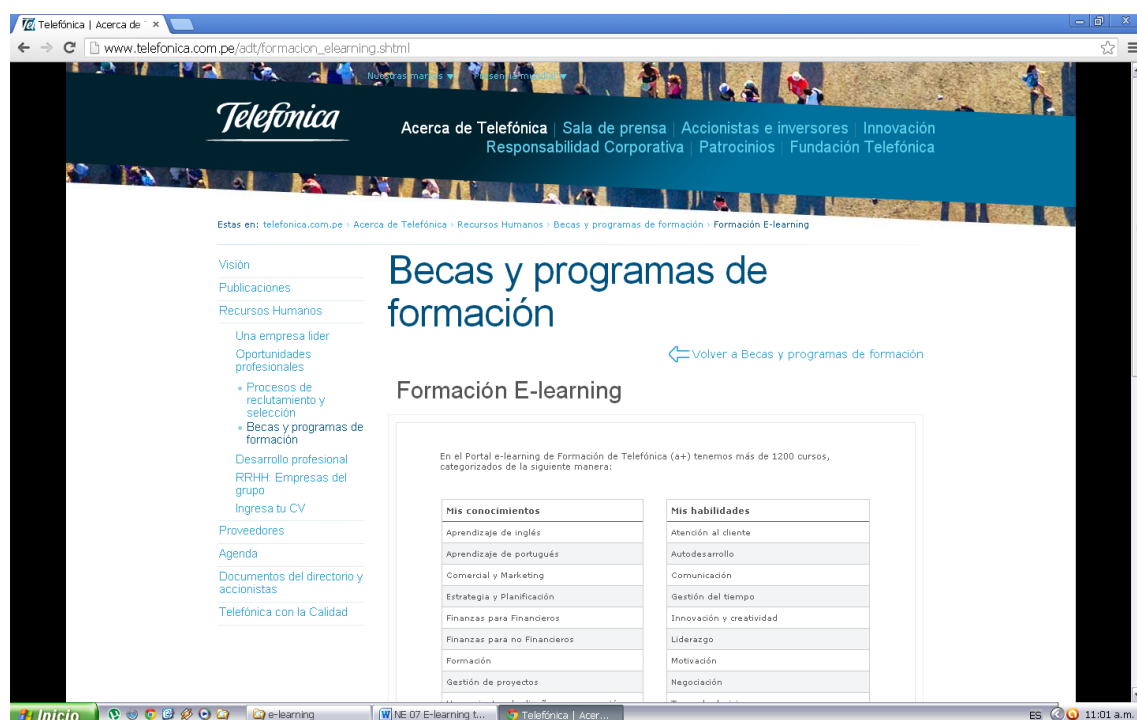 Telefónica | Acerca de
www.telefonica.com.pe/adt/formacion_elearning.shtml
Nuestras marcas
Telefónica
Acerca de Telefónica | Sala de prensa | Accionistas e inversores | Innovación
Responsabilidad Corporativa | Patrocinios | Fundación Telefónica
Estas en: telefonica.com.pe › Acerca de Telefónica › Recursos Humanos › Becas y programas de formación › Formación E-learning
Visión
Publicaciones
Recursos Humanos
Una empresa lider
Oportunidades
profesionales
Procesos de
reclutamiento y
selección
Becas y programas de
formación
Desarrollo profesional
RRHH: Empresas del
grupo
Ingresa tu CV
Proveedores
Agenda
Documentos del directorio y
accionistas
Telefónica con la Calidad
Becas y programas de
formación
Volver a Becas y programas de formación
Formación E-learning
En el Portal e-learning de Formación de Telefónica (a+) tenemos más de 1200 cursos,
categorizados de la siguiente manera:
Mis conocimientos
Aprendizaje de inglés
Aprendizaje de portugués
Comercial y Marketing
Estrategia y Planificación
Finanzas para Financieros
Finanzas para no Financieros
Formación
Gestión de proyectos
Mis habilidades
Atención al cliente
Autodesarrollo
Comunicación
Gestión del tiempo
Innovación y creatividad
Liderazgo
Motivación
Negociación
Inicio
e-learning
NE 07 E-learning t...
Telefónica | Acer...
ES
11:01 a.m.